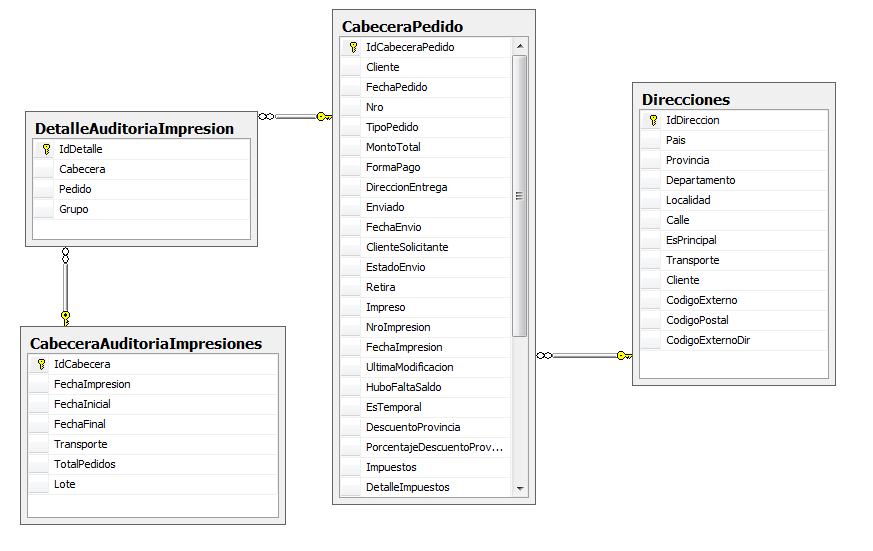 CabeceraPedido
IdCabeceraPedido
Cliente
FechaPedido
Nro
TipoPedido
MontoTotal
FormaPago
DireccionEntrega
Enviado
FechaEnvio
ClienteSolicitante
EstadoEnvio
Retira
Impreso
NroImpresion
FechaImpresion
UltimaModificacion
HuboFaltaSaldo
EsTemporal
DescuentoProvincia
PorcentajeDescuentoProv...
Impuestos
DetalleImpuestos
Direcciones
IdDireccion
Pais
Provincia
Departamento
Localidad
Calle
EsPrincipal
Transporte
Cliente
CodigoExterno
CodigoPostal
CodigoExternoDir
DetalleAuditoriaImpresion
IdDetalle
Cabecera
Pedido
Grupo
CabeceraAuditoriaImpresiones
IdCabecera
FechaImpresion
FechaInicial
FechaFinal
Transporte
TotalPedidos
Lote